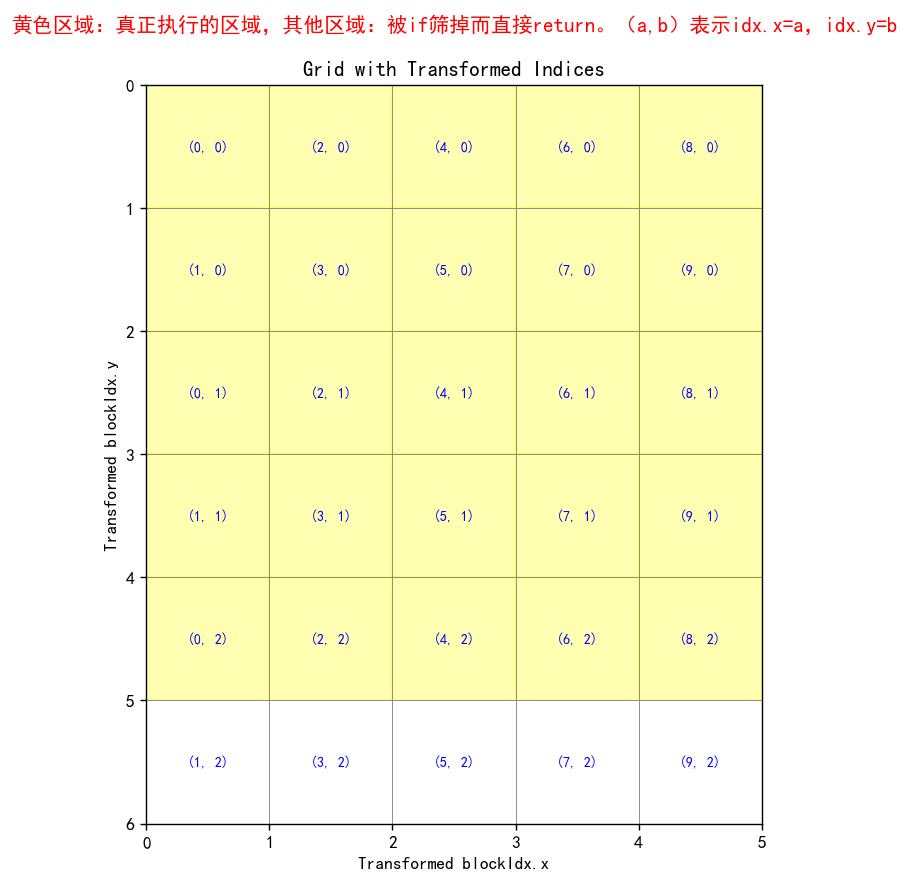 黄色区域：真正执行的区域，其他区域：被if筛掉而直接return。（a,b）表示idx.x=a，idx.y=b
Grid with Transformed Indices
0
(0, 0) (2, 0) (4, 0) (6, 0) (8, 0)
1
(1, 0) (3, 0) (5, 0) (7, 0) (9, 0)
2
(0, 1) (2, 1) (4, 1) (6, 1) (8, 1)
3
(1, 1) (3, 1) (5, 1) (7, 1) (9, 1)
4
(0, 2) (2, 2) (4, 2) (6, 2) (8, 2)
5
(1, 2) (3, 2) (5, 2) (7, 2) (9, 2)
6
Transformed blockIdx.y
0 1 2 3 4 5
Transformed blockIdx.x